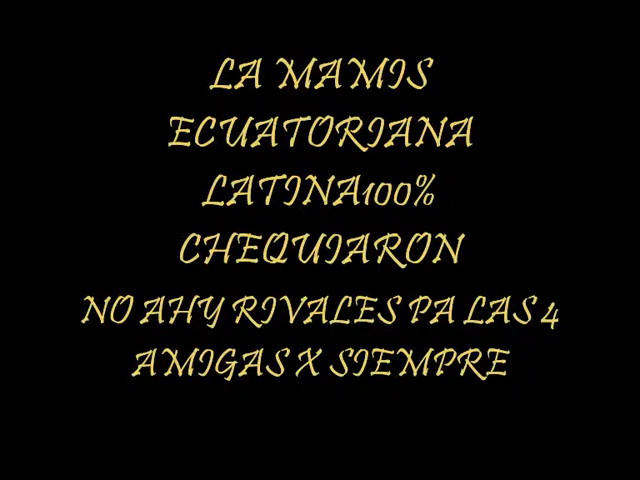 LA MAMIS
ECUATORIANA
LATINA100%
CHEQUIARON
NO AHY RIVALES PA LAS 4
AMIGAS X SIEMPRE